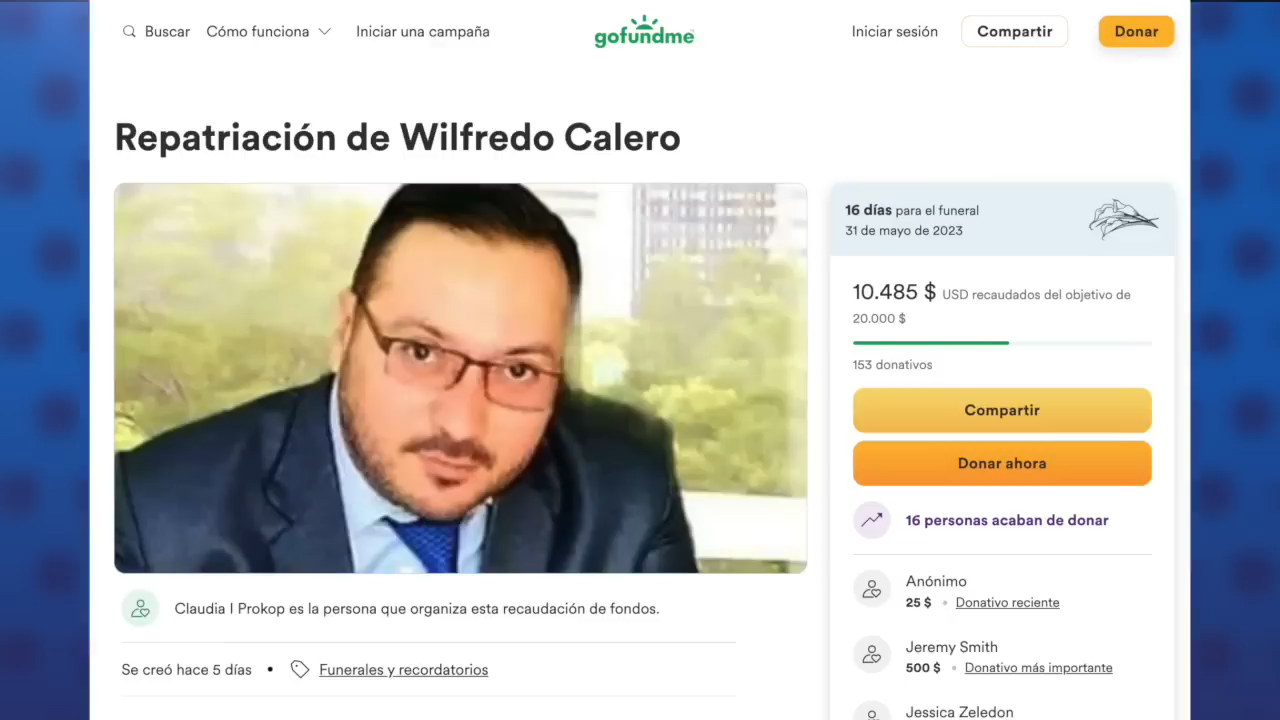 Buscar Cómo funciona Iniciar una campaña gofundme Iniciar sesión Compartir Donar
Repatriación de Wilfredo Calero
16 días para el funeral
31 de mayo de 2023
10.485 $ USD recaudados del objetivo de
20.000 $
153 donativos
Compartir
Donar ahora
16 personas acaban de donar
Anónimo
25 $ • Donativo reciente
Jeremy Smith
500 $ • Donativo más importante
Jessica Zeledon
Claudia I Prokop es la persona que organiza esta recaudación de fondos.
Se creó hace 5 días • Funerales y recordatorios